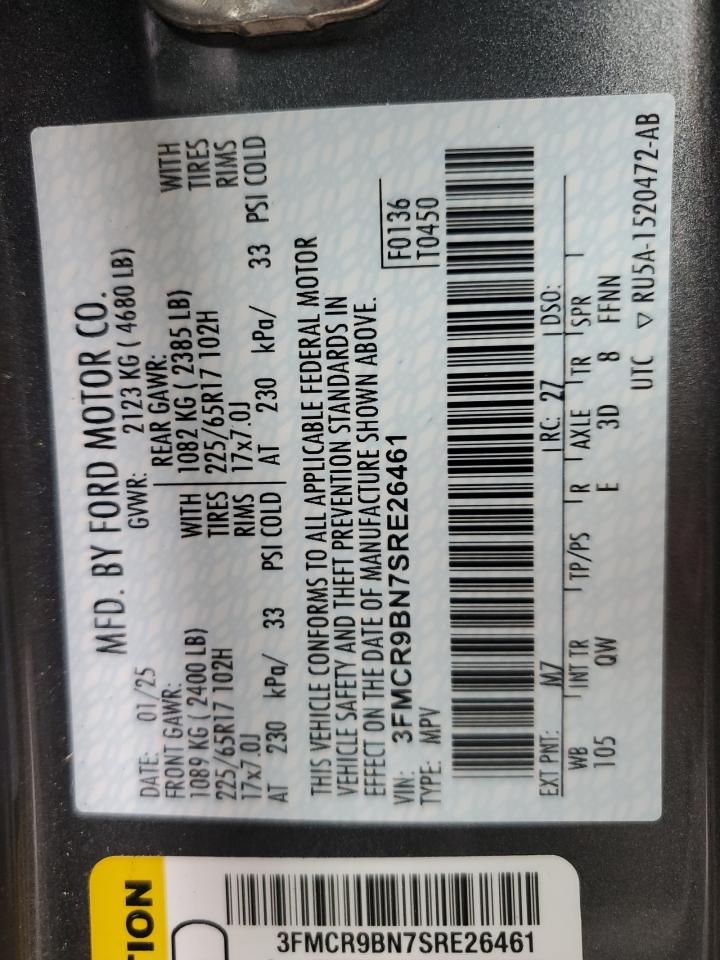 MFD. BY FORD MOTOR CO.
DATE: 01/25 GVWR: 2123 KG ( 4680 LB)
FRONT GAWR: REAR GAWR:
1089 KG ( 2400 LB) WITH 1082 KG ( 2385 LB) WITH
225/65R17 102H TIRES 225/65R17 102H TIRES
17x7.0J RIMS 17x7.0J RIMS
AT 230 kPa/ 33 PSI COLD AT 230 kPa/ 33 PSI COLD
THIS VEHICLE CONFORMS TO ALL APPLICABLE FEDERAL MOTOR
VEHICLE SAFETY AND THEFT PREVENTION STANDARDS IN
EFFECT ON THE DATE OF MANUFACTURE SHOWN ABOVE.
VIN: 3FMCR9BN7SRE26461 F0136
TYPE: MPV T0450
EXT PNT: M7 RC: 27 DSO:
WB INT TR TP/PS R AXLE TR SPR
105 QW E 3D 8 FFNN
UTC ▽ RU5A-1520472-AB
TION
3FMCR9BN7SRE26461